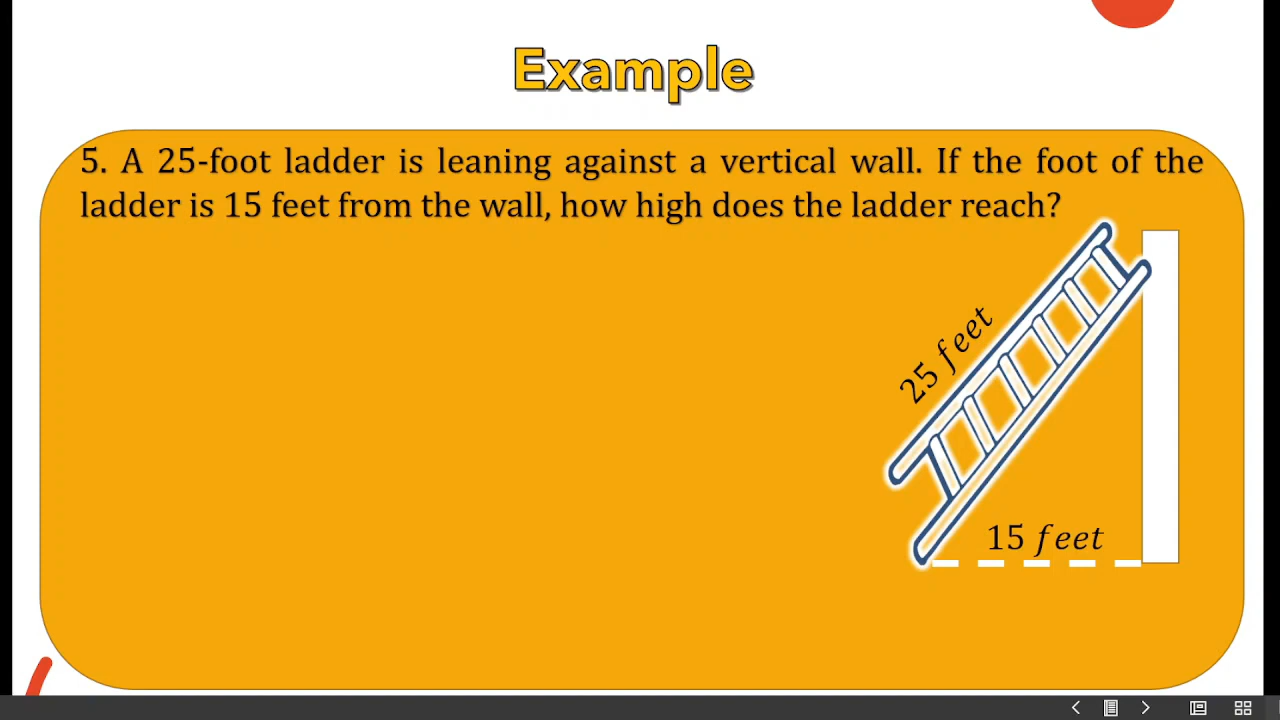 Example
5. A 25-foot ladder is leaning against a vertical wall. If the foot of the
ladder is 15 feet from the wall, how high does the ladder reach?
25 feet
15 feet